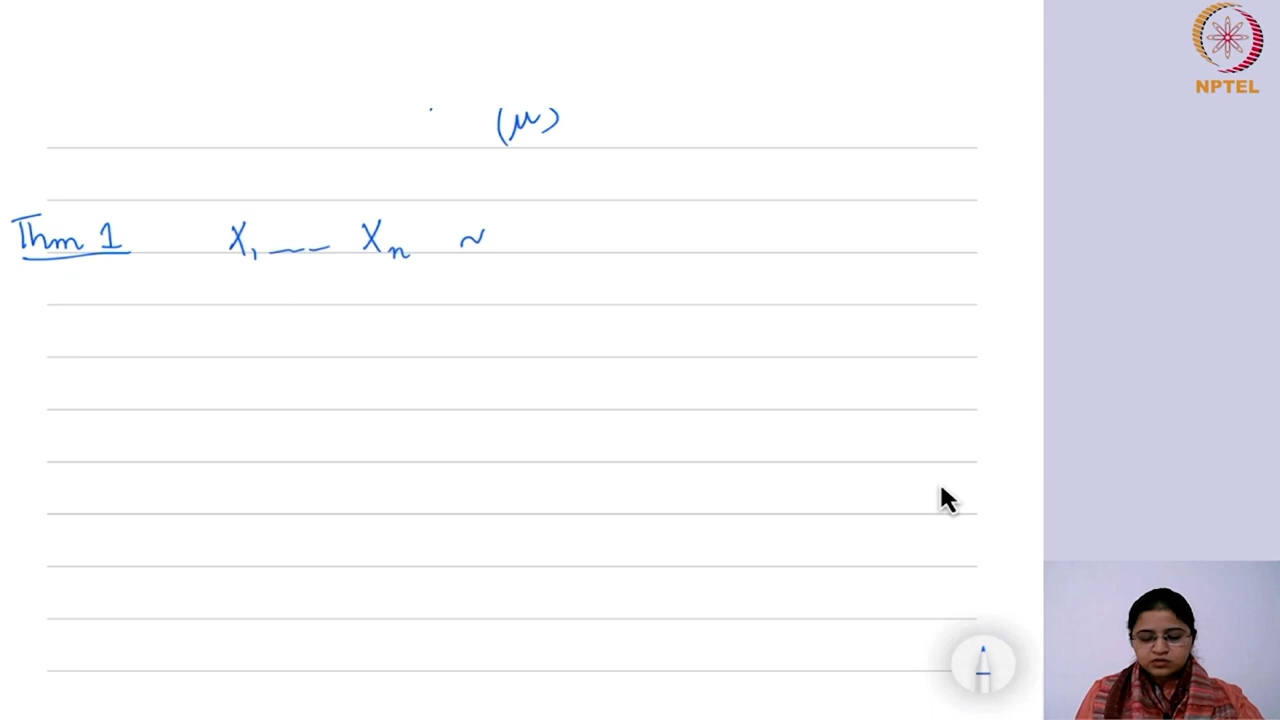 NPTEL
(μ)
Thm 1 X₁ --- Xₙ ~